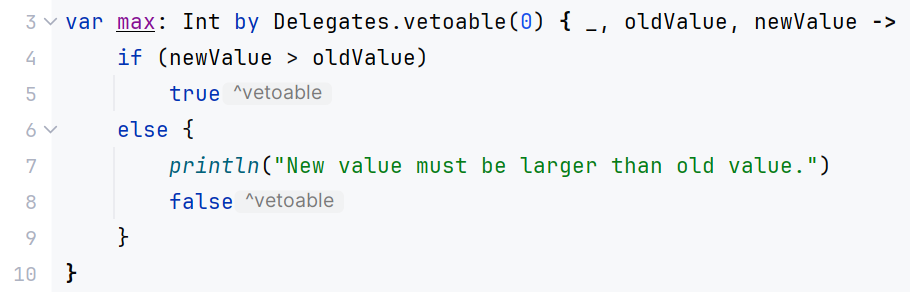 3 var max: Int by Delegates.vetoable(0) { _, oldValue, newValue ->
4     if (newValue > oldValue)
5         true ^vetoable
6     else {
7         println("New value must be larger than old value.")
8         false ^vetoable
9     }
10 }